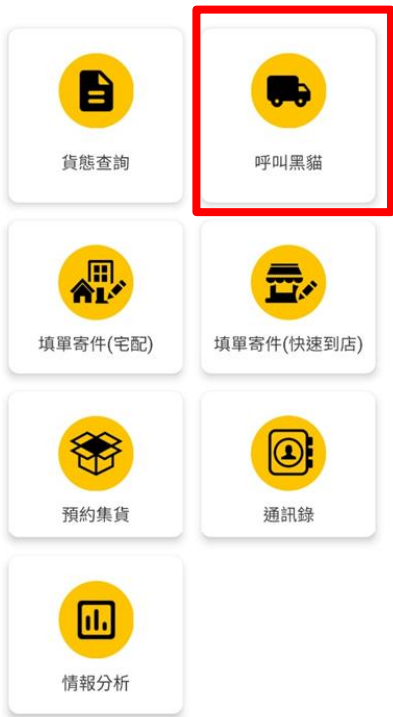 貨態查詢
呼叫黑貓
填單寄件(宅配)
填單寄件(快速到店)
預約集貨
通訊錄
情報分析